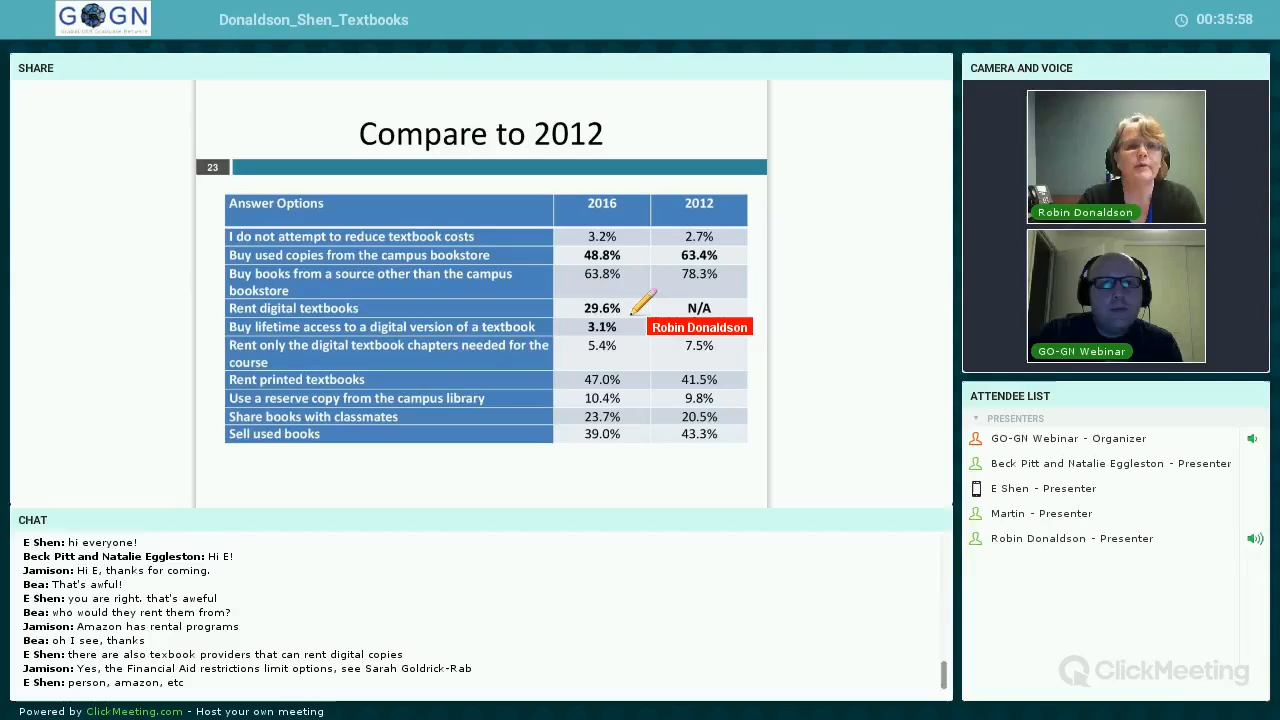 GOGN
Global OER Graduate Network
Donaldson_Shen_Textbooks
00:35:58
SHARE
Compare to 2012
23
Answer Options 2016 2012
I do not attempt to reduce textbook costs 3.2% 2.7%
Buy used copies from the campus bookstore 48.8% 63.4%
Buy books from a source other than the campus 63.8% 78.3%
bookstore
Rent digital textbooks 29.6% N/A
Buy lifetime access to a digital version of a textbook 3.1%
Robin Donaldson
Rent only the digital textbook chapters needed for the 5.4% 7.5%
course
Rent printed textbooks 47.0% 41.5%
Use a reserve copy from the campus library 10.4% 9.8%
Share books with classmates 23.7% 20.5%
Sell used books 39.0% 43.3%
CHAT
E Shen: hi everyone!
Beck Pitt and Natalie Eggleston: Hi E!
Jamison: Hi E, thanks for coming.
Bea: That's awful!
E Shen: you are right. that's aweful
Bea: who would they rent them from?
Jamison: Amazon has rental programs
Bea: oh I see, thanks
E Shen: there are also texbook providers that can rent digital copies
Jamison: Yes, the Financial Aid restrictions limit options, see Sarah Goldrick-Rab
E Shen: person, amazon, etc
CAMERA AND VOICE
Robin Donaldson
GO-GN Webinar
ATTENDEE LIST
PRESENTERS
GO-GN Webinar - Organizer
Beck Pitt and Natalie Eggleston - Presenter
E Shen - Presenter
Martin - Presenter
Robin Donaldson - Presenter
ClickMeeting
Powered by ClickMeeting.com - Host your own meeting